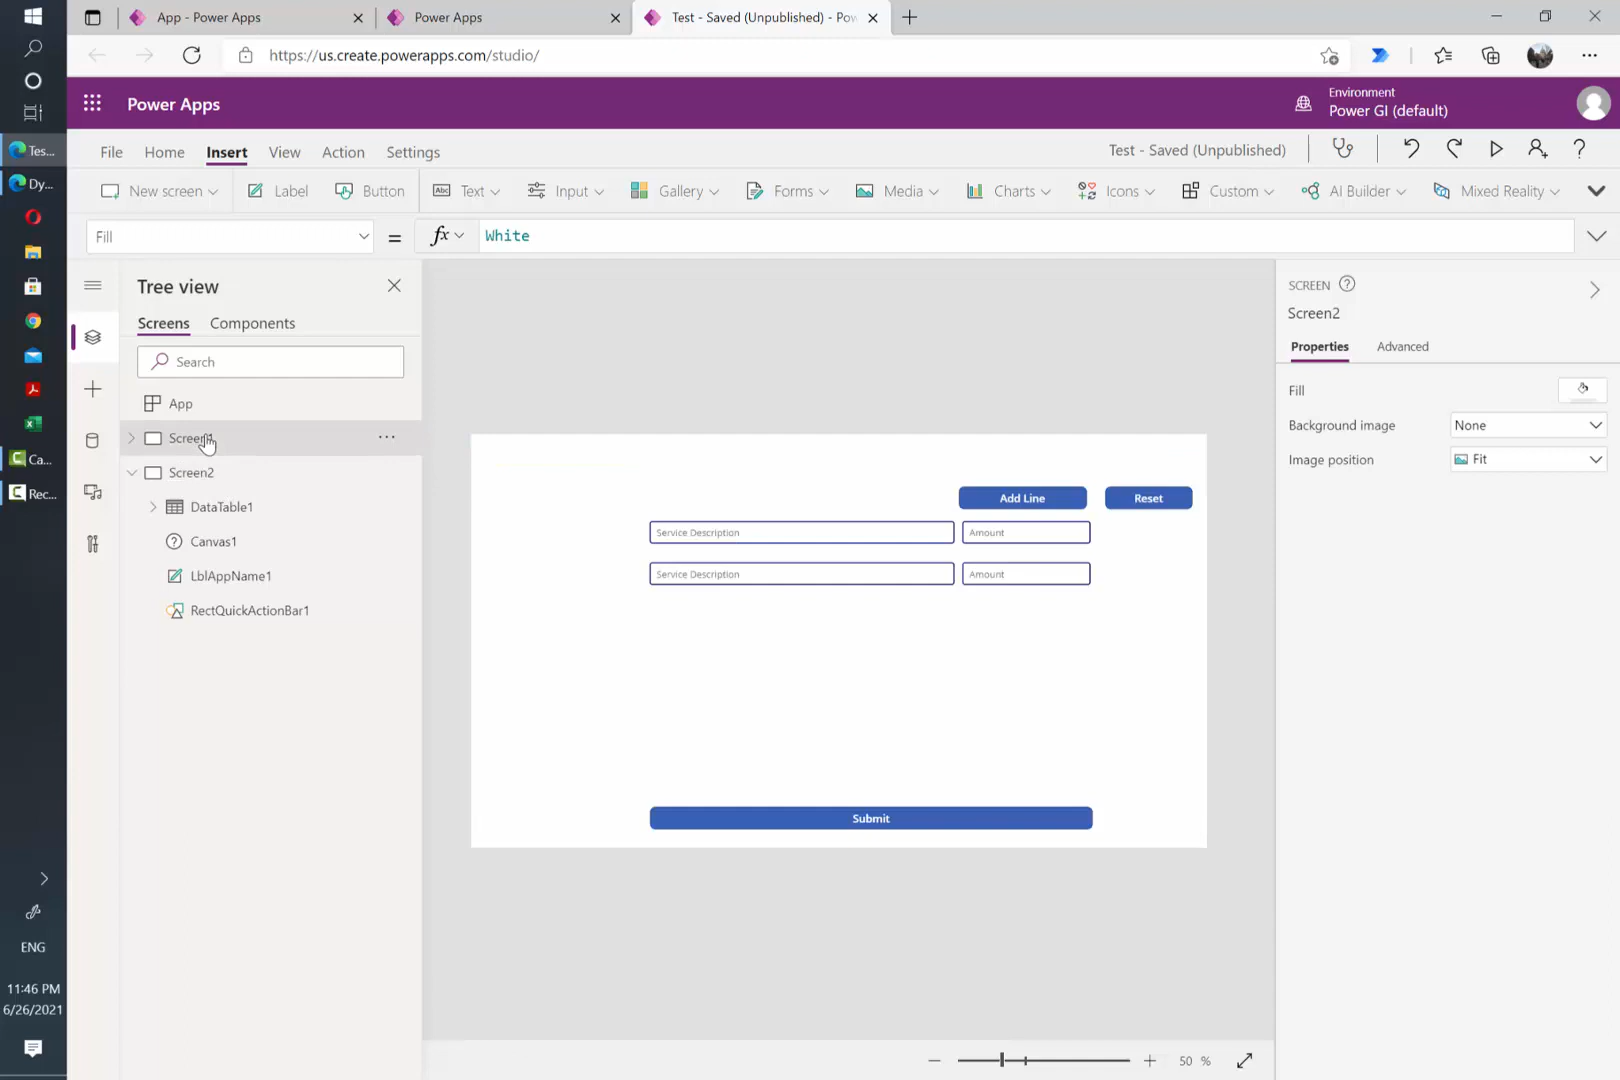 App - Power Apps
Power Apps
Test - Saved (Unpublished) - Pow
https://us.create.powerapps.com/studio/
Power Apps
Environment
Power GI (default)
File Home Insert View Action Settings
Test - Saved (Unpublished)
New screen Label Button Text Input Gallery Forms Media Charts Icons Custom AI Builder Mixed Reality
Fill
=
fx
White
Tree view
Screens Components
Search
App
Screen1
Screen2
DataTable1
Canvas1
LblAppName1
RectQuickActionBar1
Add Line
Reset
Service Description
Amount
Service Description
Amount
Submit
50 %
SCREEN
Screen2
Properties Advanced
Fill
Background image
None
Image position
Fit
Tes...
Dy...
Ca...
Rec...
ENG
11:46 PM
6/26/2021